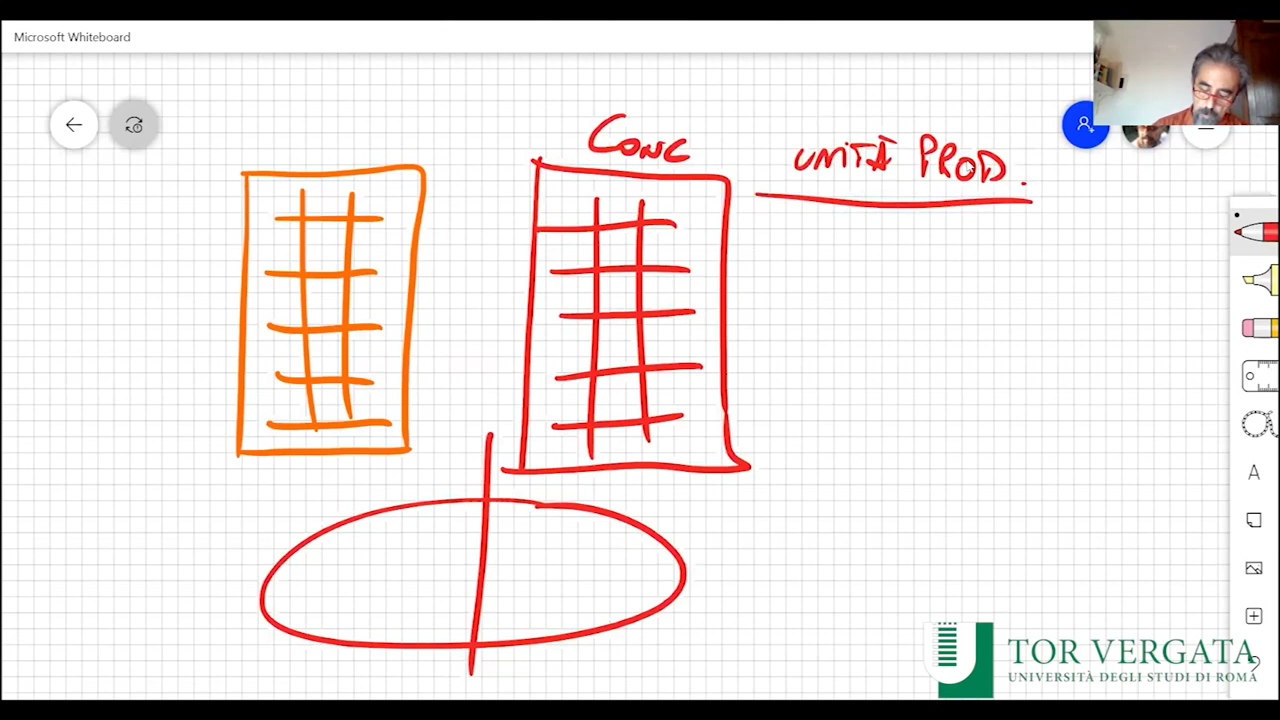 Microsoft Whiteboard
CONC
UNITÀ PROD.
A
TOR VERGATA
UNIVERSITÀ DEGLI STUDI DI ROMA